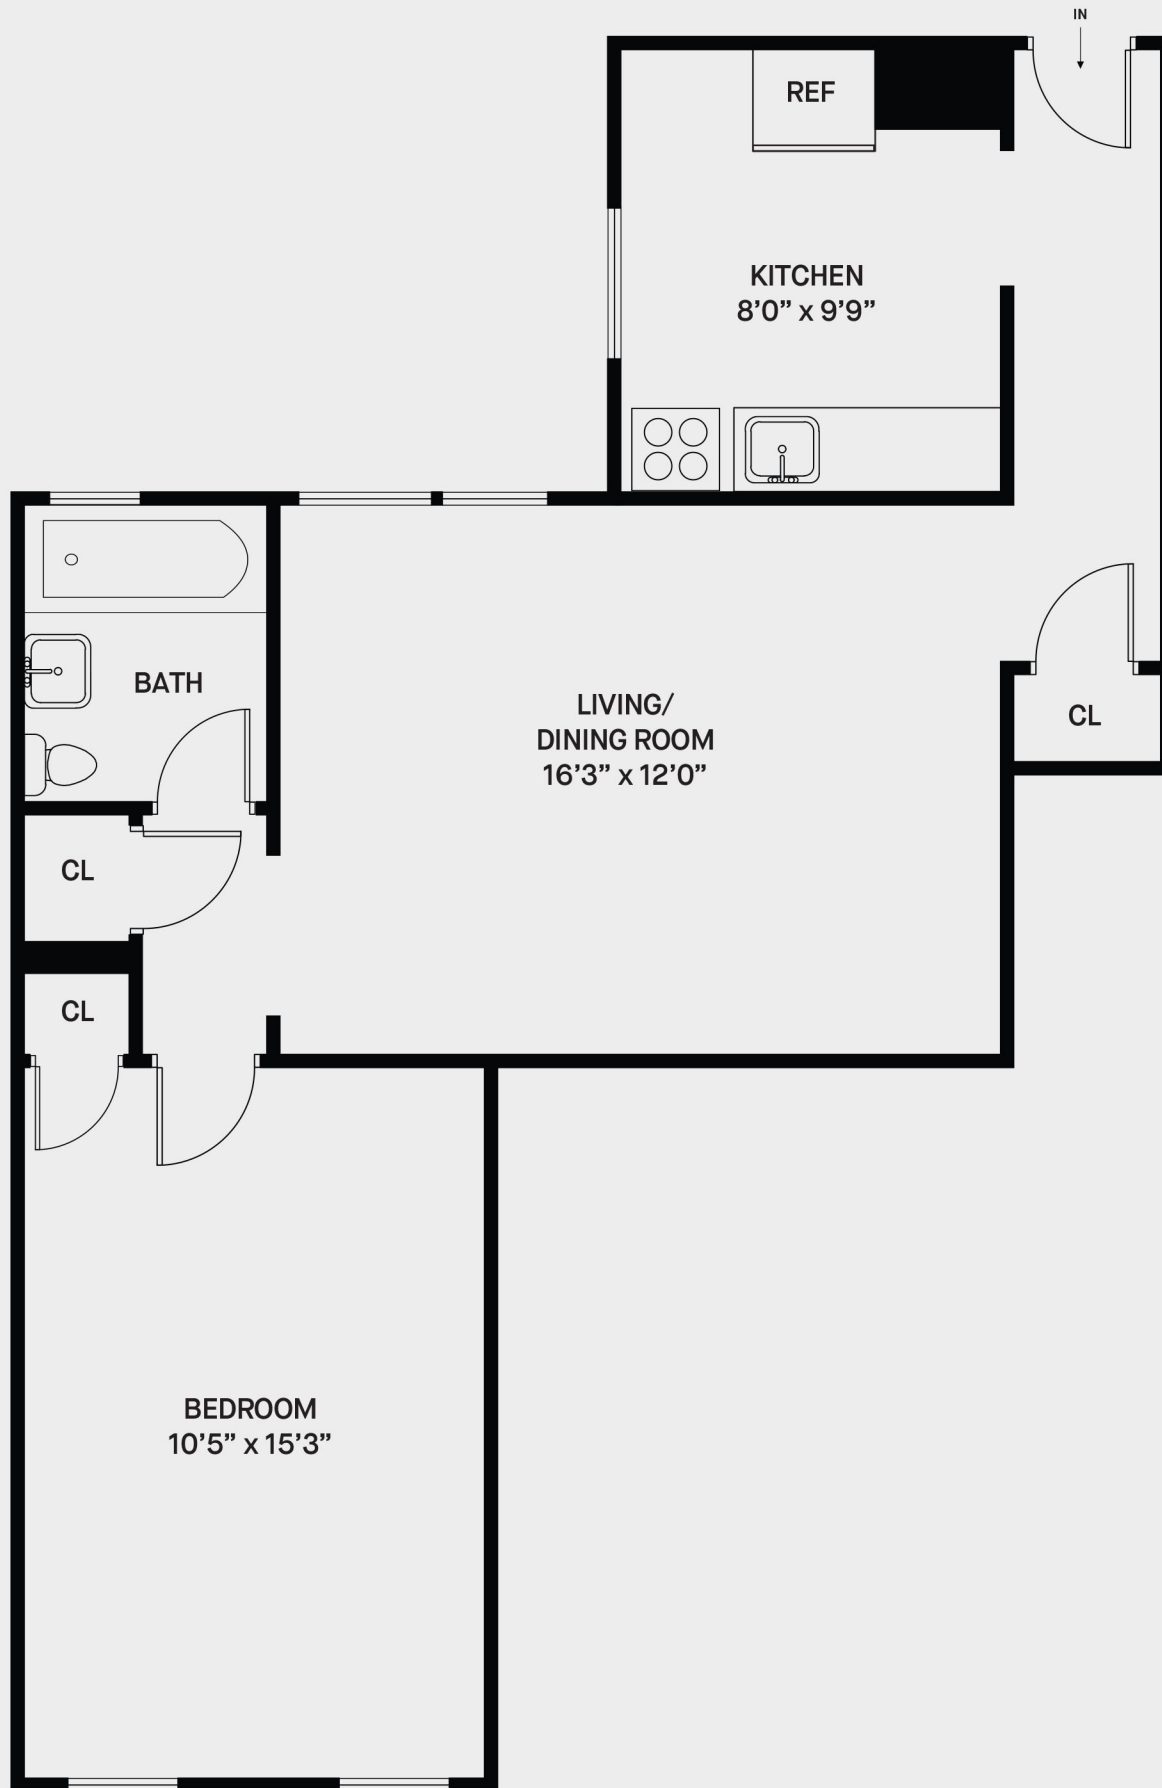 IN
REF
KITCHEN
8’0” x 9’9”
BATH
LIVING/
DINING ROOM
16’3” x 12’0”
CL
CL
CL
BEDROOM
10’5” x 15’3”